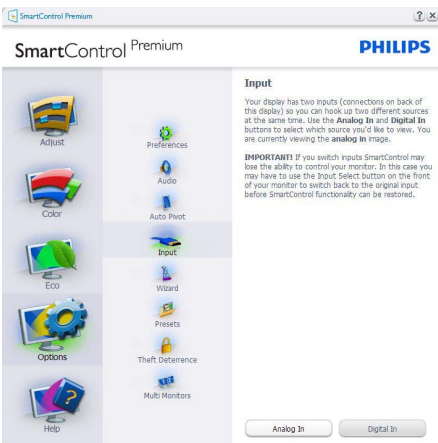 SmartControl Premium
SmartControl Premium
PHILIPS
Adjust
Color
Eco
Options
Help
Preferences
Audio
Auto Pivot
Input
Wizard
Presets
Theft Deterrence
Multi Monitors
Input
Your display has two inputs (connections on back of
this display) so you can hook up two different sources
at the same time. Use the Analog In and Digital In
buttons to select which source you'd like to view. You
are currently viewing the analog in image.
IMPORTANT! If you switch inputs SmartControl may
lose the ability to control your monitor. In this case you
may have to use the Input Select button on the front
of your monitor to switch back to the original input
before SmartControl functionality can be restored.
Analog In
Digital In